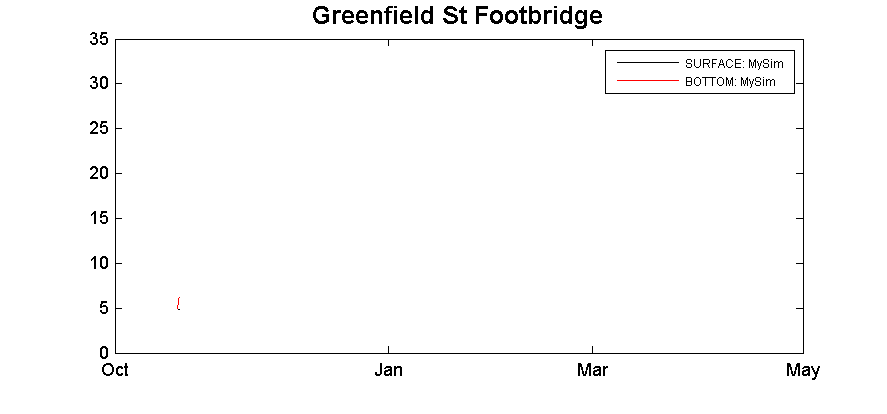 Greenfield St Footbridge
35
30
25
20
15
10
5
0
SURFACE: MySim
BOTTOM: MySim
Oct Jan Mar May